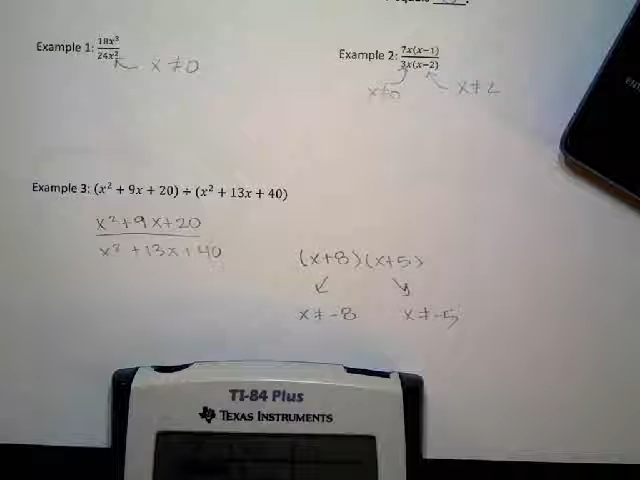 Example 1: 18x³/24x² x ≠ 0
Example 2: 7x(x−1)/3x(x−2)
x ≠ 0 x ≠ 2
Example 3: (x² + 9x + 20) ÷ (x² + 13x + 40)
x² + 9x + 20
x² + 13x + 40
(x+8)(x+5)
x ≠ -8 x ≠ -5
TI-84 Plus
TEXAS INSTRUMENTS